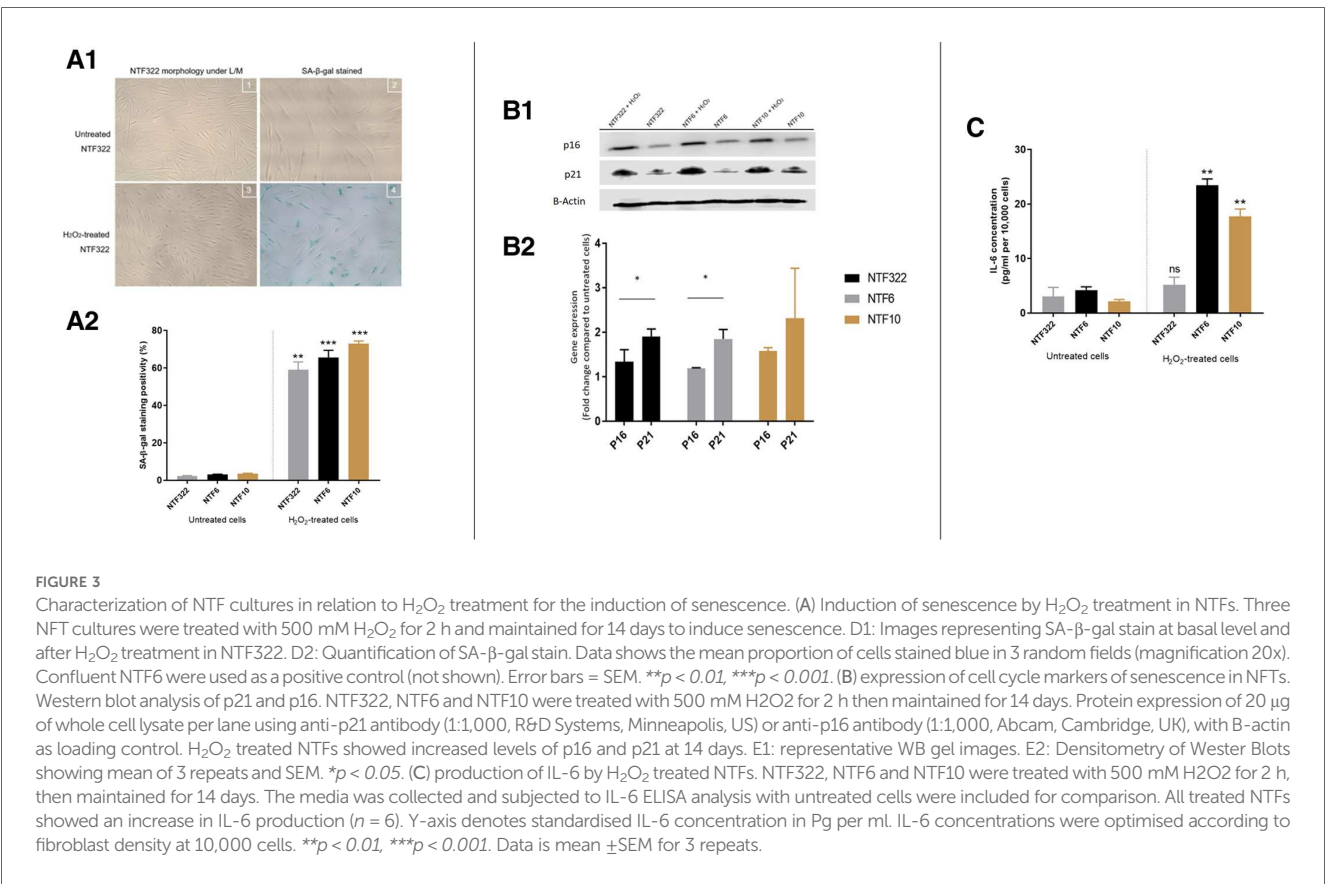 A1
NTF322 morphology under L/M
SA-β-gal stained
1
2
Untreated
NTF322
3
4
H₂O₂-treated
NTF322
A2
SA-β-gal staining positivity (%)
80
60
40
20
0
**
***
***
NTF322
NTF6
NTF10
NTF322
NTF6
NTF10
Untreated cells
H₂O₂-treated cells
B1
NTF322 + H₂O₂
NTF322
NTF6 + H₂O₂
NTF6
NTF10 + H₂O₂
NTF10
p16
p21
B-Actin
B2
Gene expression
(Fold change compared to untreated cells)
4
3
2
1
0
*
*
P16
P21
P16
P21
P16
P21
NTF322
NTF6
NTF10
C
IL-6 concentration
(pg/ml per 10,000 cells)
30
20
10
0
ns
**
**
NTF322
NTF6
NTF10
NTF322
NTF6
NTF10
Untreated cells
H₂O₂-treated cells
FIGURE 3
Characterization of NTF cultures in relation to H₂O₂ treatment for the induction of senescence. (A) Induction of senescence by H₂O₂ treatment in NTFs. Three
NFT cultures were treated with 500 mM H₂O₂ for 2 h and maintained for 14 days to induce senescence. D1: Images representing SA-β-gal stain at basal level and
after H₂O₂ treatment in NTF322. D2: Quantification of SA-β-gal stain. Data shows the mean proportion of cells stained blue in 3 random fields (magnification 20x).
Confluent NTF6 were used as a positive control (not shown). Error bars = SEM. **p < 0.01, ***p < 0.001. (B) expression of cell cycle markers of senescence in NFTs.
Western blot analysis of p21 and p16. NTF322, NTF6 and NTF10 were treated with 500 mM H2O2 for 2 h then maintained for 14 days. Protein expression of 20 μg
of whole cell lysate per lane using anti-p21 antibody (1:1,000, R&D Systems, Minneapolis, US) or anti-p16 antibody (1:1,000, Abcam, Cambridge, UK), with B-actin
as loading control. H₂O₂ treated NTFs showed increased levels of p16 and p21 at 14 days. E1: representative WB gel images. E2: Densitometry of Wester Blots
showing mean of 3 repeats and SEM. *p < 0.05. (C) production of IL-6 by H₂O₂ treated NTFs. NTF322, NTF6 and NTF10 were treated with 500 mM H2O2 for 2 h,
then maintained for 14 days. The media was collected and subjected to IL-6 ELISA analysis with untreated cells were included for comparison. All treated NTFs
showed an increase in IL-6 production (n = 6). Y-axis denotes standardised IL-6 concentration in Pg per ml. IL-6 concentrations were optimised according to
fibroblast density at 10,000 cells. **p < 0.01, ***p < 0.001. Data is mean ±SEM for 3 repeats.